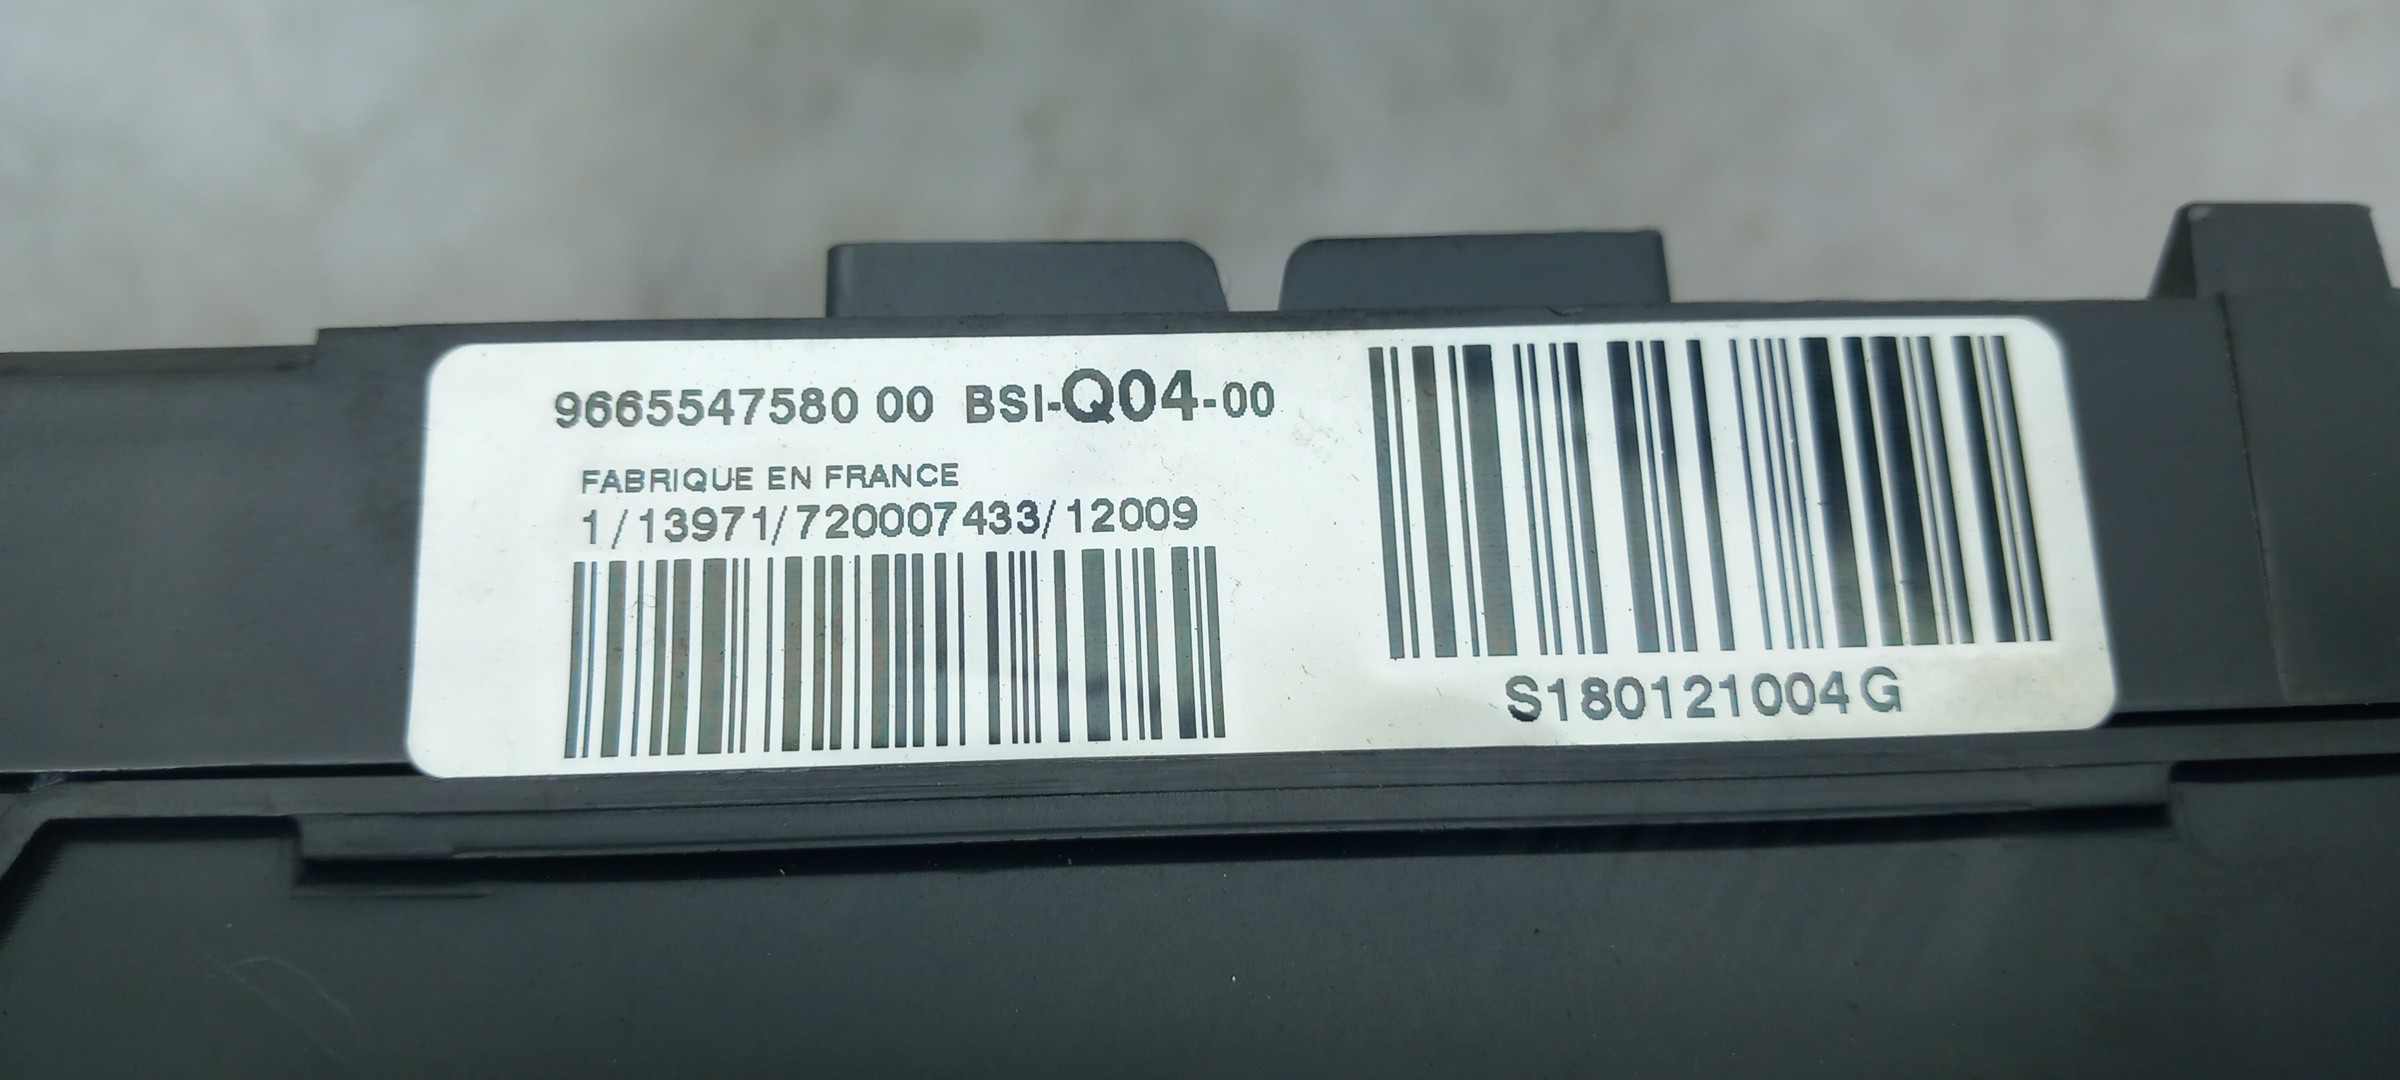 9665547580 00 BSI-Q04-00
FABRIQUE EN FRANCE
1/13971/720007433/12009
S180121004G